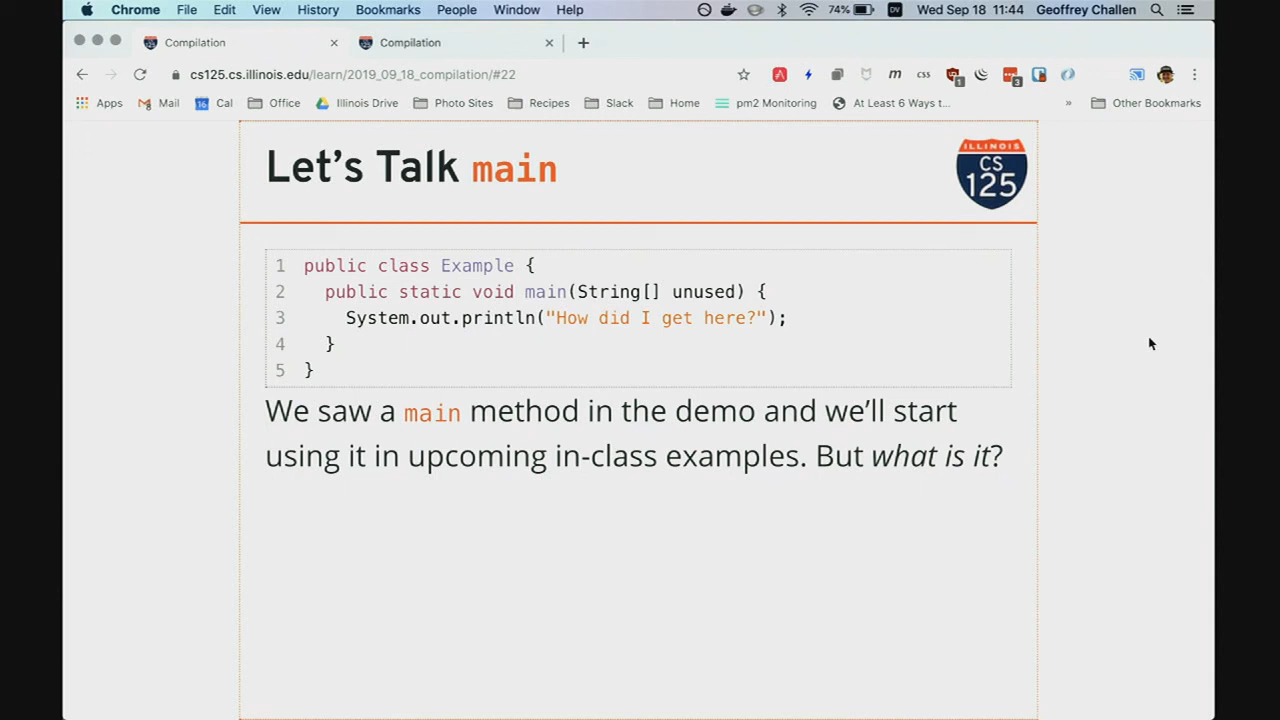 Chrome File Edit View History Bookmarks People Window Help 74% DV Wed Sep 18 11:44 Geoffrey Challen
Compilation Compilation
cs125.cs.illinois.edu/learn/2019_09_18_compilation/#22
Apps Mail Cal Office Illinois Drive Photo Sites Recipes Slack Home pm2 Monitoring At Least 6 Ways t... » Other Bookmarks
Let's Talk main
ILLINOIS
CS
125
1 public class Example {
2 public static void main(String[] unused) {
3 System.out.println("How did I get here?");
4 }
5 }
We saw a main method in the demo and we'll start
using it in upcoming in-class examples. But what is it?